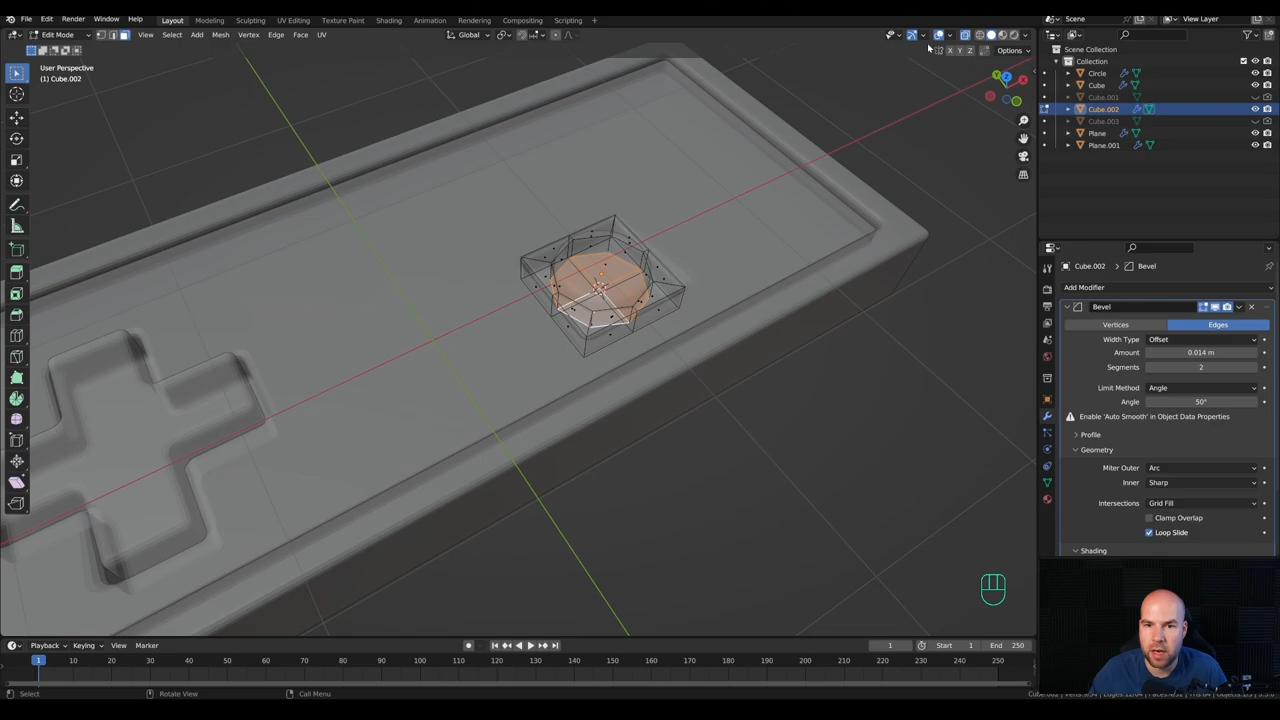 File Edit Render Window Help Layout Modeling Sculpting UV Editing Texture Paint Shading Animation Rendering Compositing Scripting + Scene View Layer
Edit Mode View Select Add Mesh Vertex Edge Face UV Global
X Y Z Options
User Perspective
(1) Cube.002
Scene Collection
Collection
Circle
Cube
Cube.001
Cube.002
Cube.003
Plane
Plane.001
Cube.002 > Bevel
Add Modifier
Bevel
Vertices Edges
Width Type Offset
Amount 0.014 m
Segments 2
Limit Method Angle
Angle 50°
Enable 'Auto Smooth' in Object Data Properties
Profile
Geometry
Miter Outer Arc
Inner Sharp
Intersections Grid Fill
Clamp Overlap
Loop Slide
Shading
Playback Keying View Marker 1 Start 1 End 250
1 10 20 30 40 50 60 70 80 90 100 110 120 130 140 150 160 170 180 190 200 210 220 230 240 250
Select Rotate View Call Menu